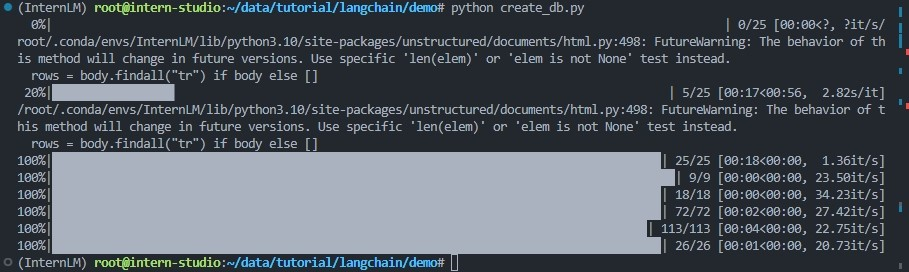 (InternLM) root@intern-studio:~/data/tutorial/langchain/demo# python create_db.py
0%| | 0/25 [00:00<?, ?it/s/
root/.conda/envs/InternLM/lib/python3.10/site-packages/unstructured/documents/html.py:498: FutureWarning: The behavior of th
is method will change in future versions. Use specific 'len(elem)' or 'elem is not None' test instead.
rows = body.findall("tr") if body else []
20%| | 5/25 [00:17<00:56, 2.82s/it]
/root/.conda/envs/InternLM/lib/python3.10/site-packages/unstructured/documents/html.py:498: FutureWarning: The behavior of t
his method will change in future versions. Use specific 'len(elem)' or 'elem is not None' test instead.
rows = body.findall("tr") if body else []
100%| | 25/25 [00:18<00:00, 1.36it/s]
100%| | 9/9 [00:00<00:00, 23.50it/s]
100%| | 18/18 [00:00<00:00, 34.23it/s]
100%| | 72/72 [00:02<00:00, 27.42it/s]
100%| | 113/113 [00:04<00:00, 22.75it/s]
100%| | 26/26 [00:01<00:00, 20.73it/s]
(InternLM) root@intern-studio:~/data/tutorial/langchain/demo#